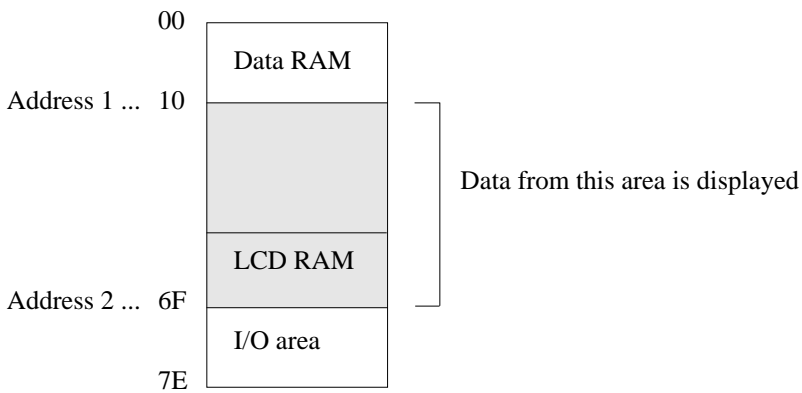 00
Data RAM
Address 1 ... 10
Data from this area is displayed
LCD RAM
Address 2 ... 6F
I/O area
7E